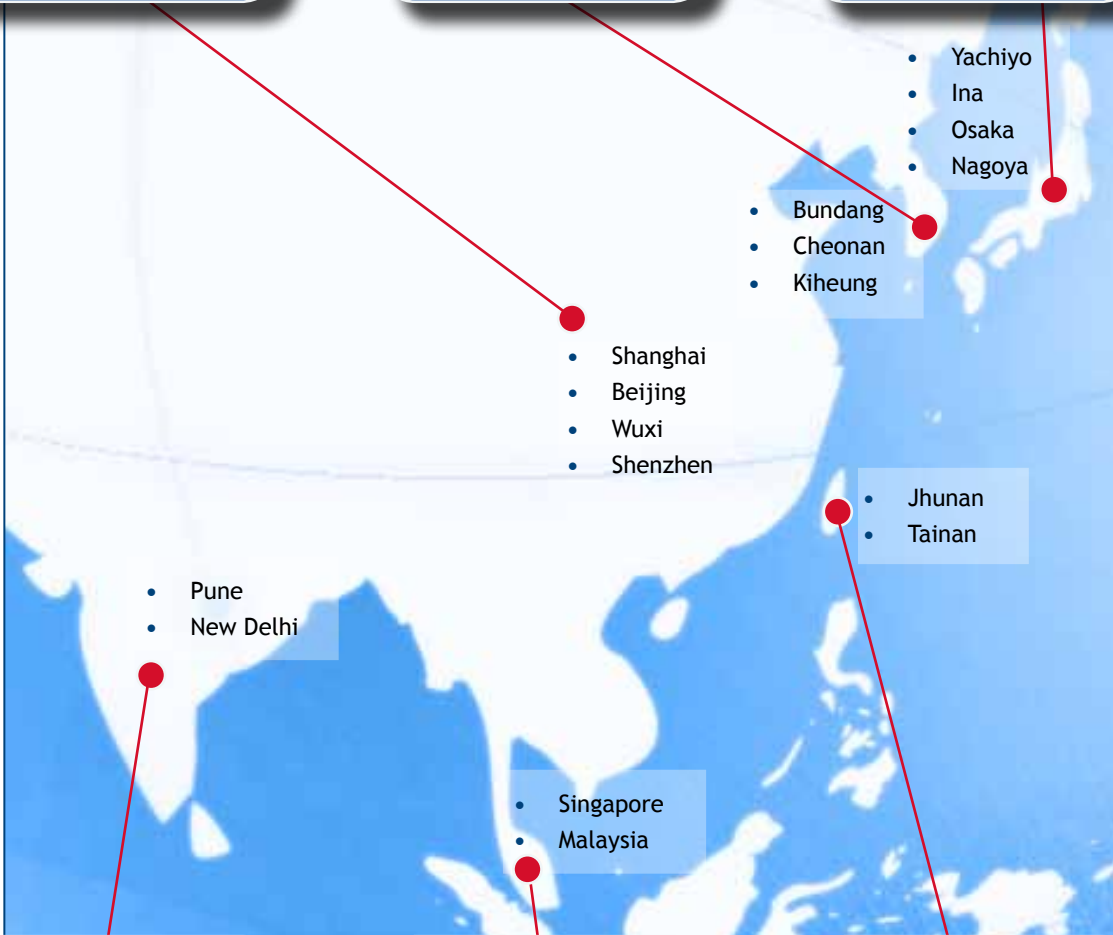 • Yachiyo
• Ina
• Osaka
• Nagoya
• Bundang
• Cheonan
• Kiheung
• Shanghai
• Beijing
• Wuxi
• Shenzhen
• Jhunan
• Tainan
• Pune
• New Delhi
• Singapore
• Malaysia